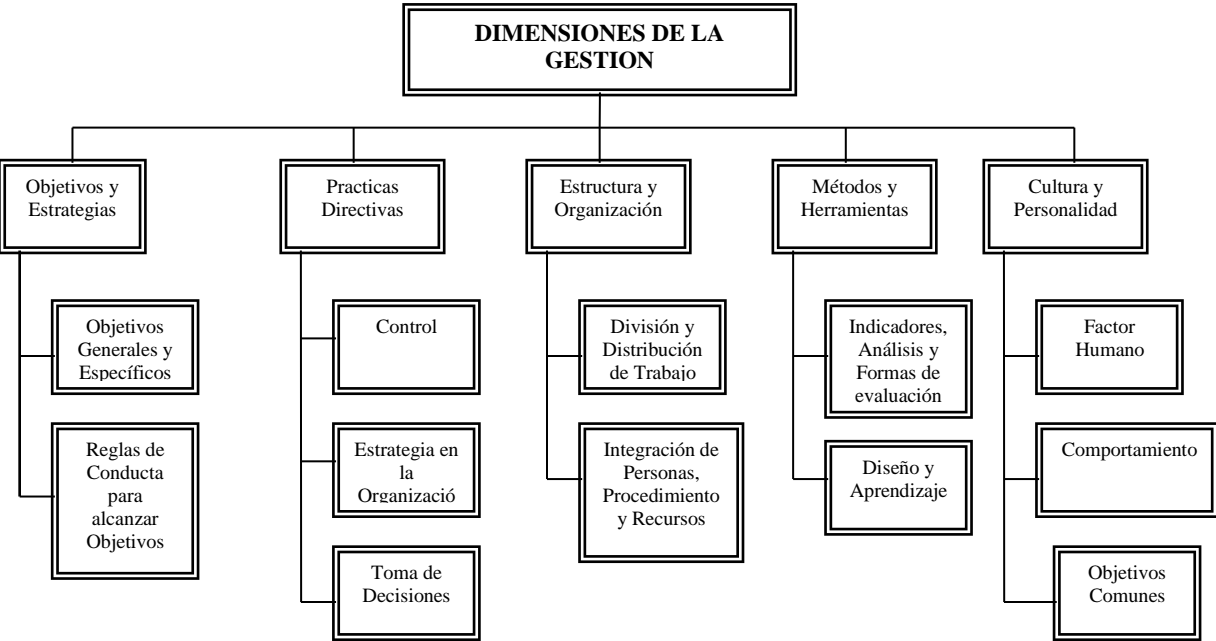 DIMENSIONES DE LA
GESTION
Objetivos y
Estrategias
Practicas
Directivas
Estructura y
Organización
Métodos y
Herramientas
Cultura y
Personalidad
Objetivos
Generales y
Específicos
Reglas de
Conducta
para
alcanzar
Objetivos
Control
Estrategia en
la
Organizació
Toma de
Decisiones
División y
Distribución
de Trabajo
Integración de
Personas,
Procedimiento
y Recursos
Indicadores,
Análisis y
Formas de
evaluación
Diseño y
Aprendizaje
Factor
Humano
Comportamiento
Objetivos
Comunes